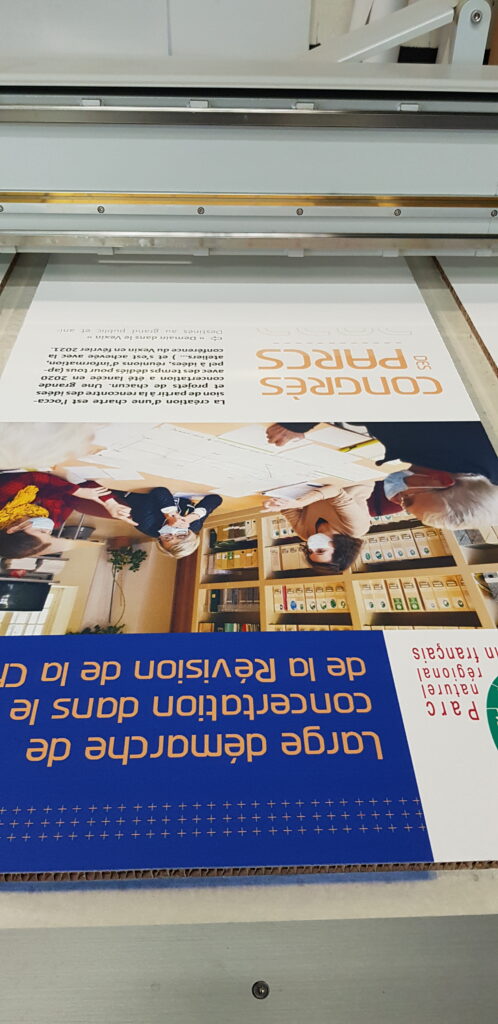 Parc
naturel
régional
in français
Large démarche de
concertation dans le
de la Révision de la Ch
CONGRÈS
DES PARCS
La création d'une charte est l'occa-
sion de partir à la rencontre des idées
et projets de chacun. Une grande
concertation a été lancée en 2020
avec des temps dédiés pour tous (ap-
pel à idées, réunions d'information,
ateliers... ) et s'est achevée avec la
conférence du Vexin en février 2021.
« Demain dans le Vexin »
Destinés au grand public et